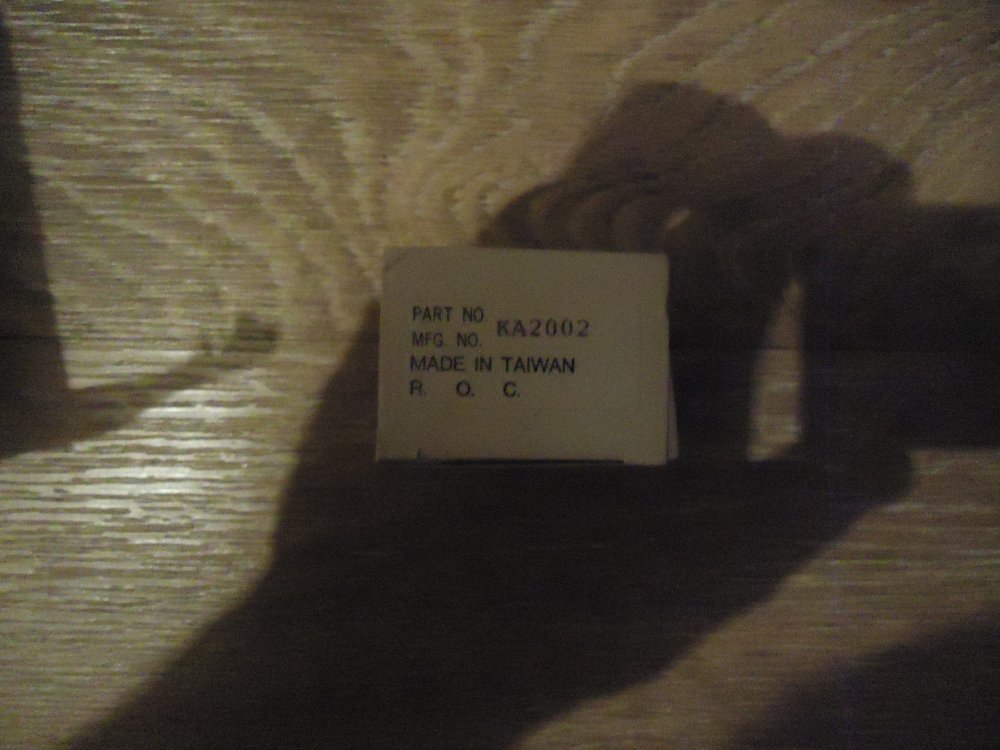 PART NO.
MFG. NO. KA2002
MADE IN TAIWAN
R. O. C.